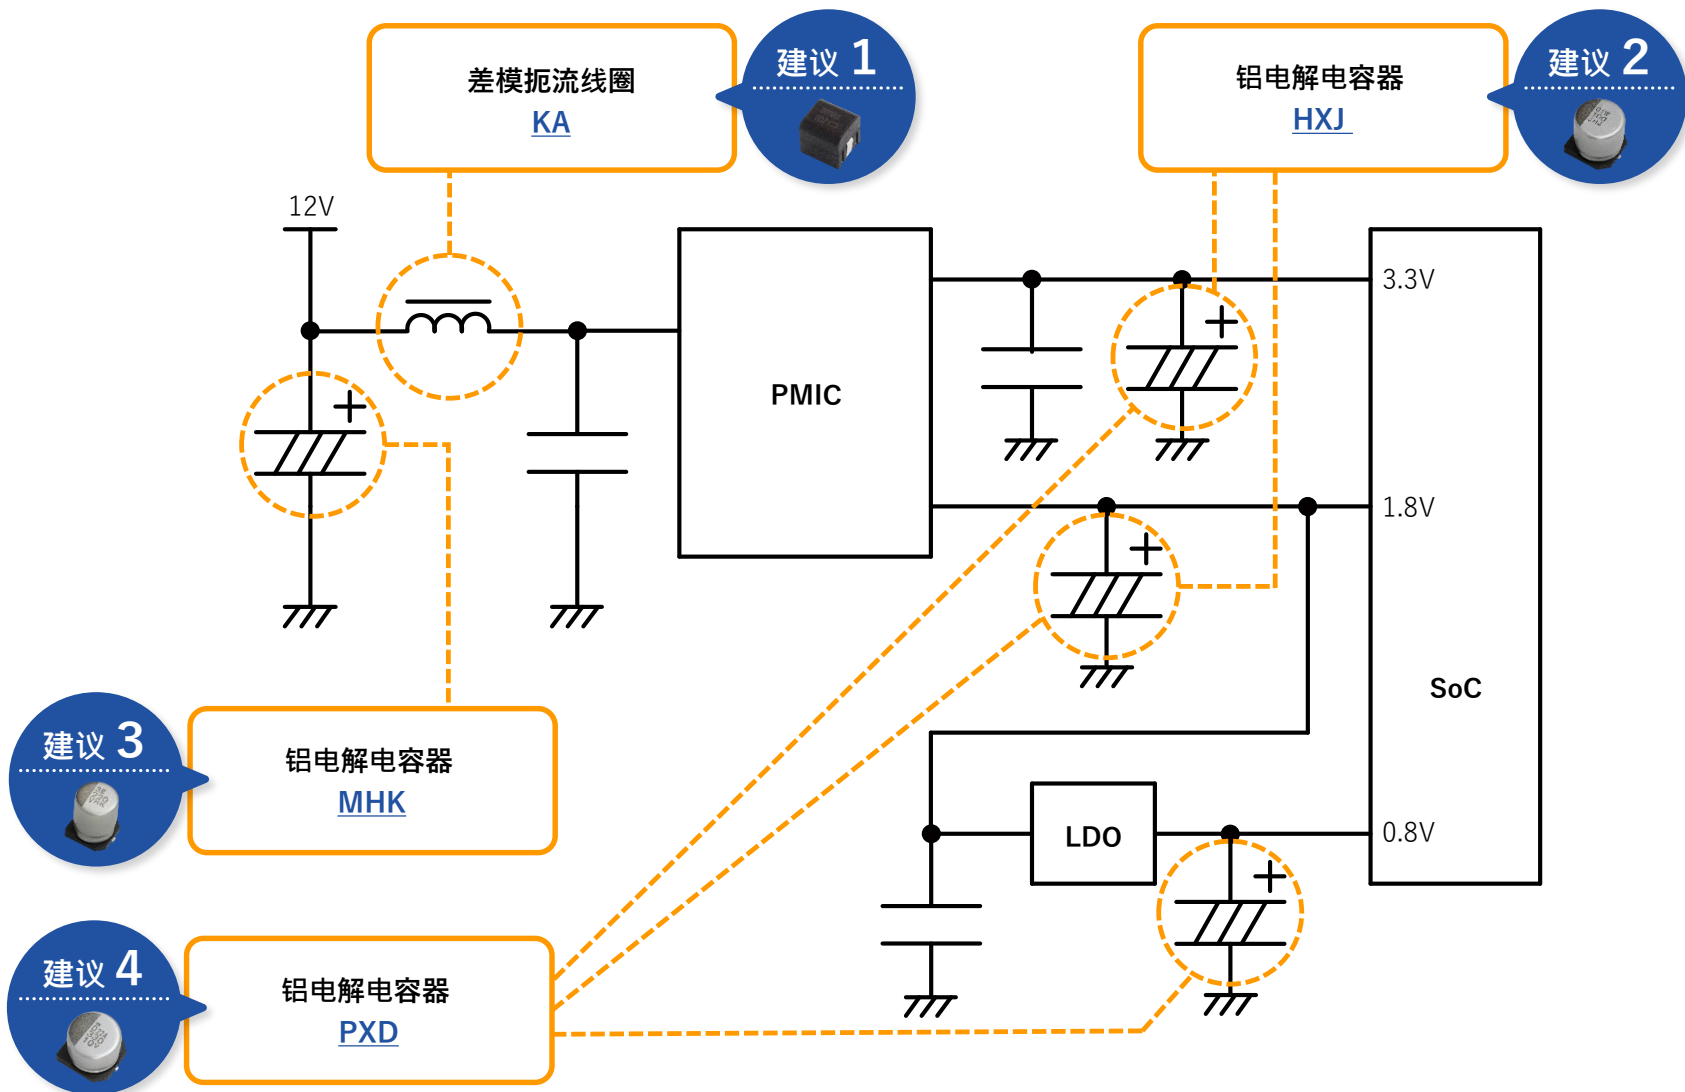 差模扼流线圈
KA
建议 1
铝电解电容器
HXJ
建议 2
12V
PMIC
3.3V
1.8V
SoC
0.8V
LDO
建议 3
铝电解电容器
MHK
建议 4
铝电解电容器
PXD